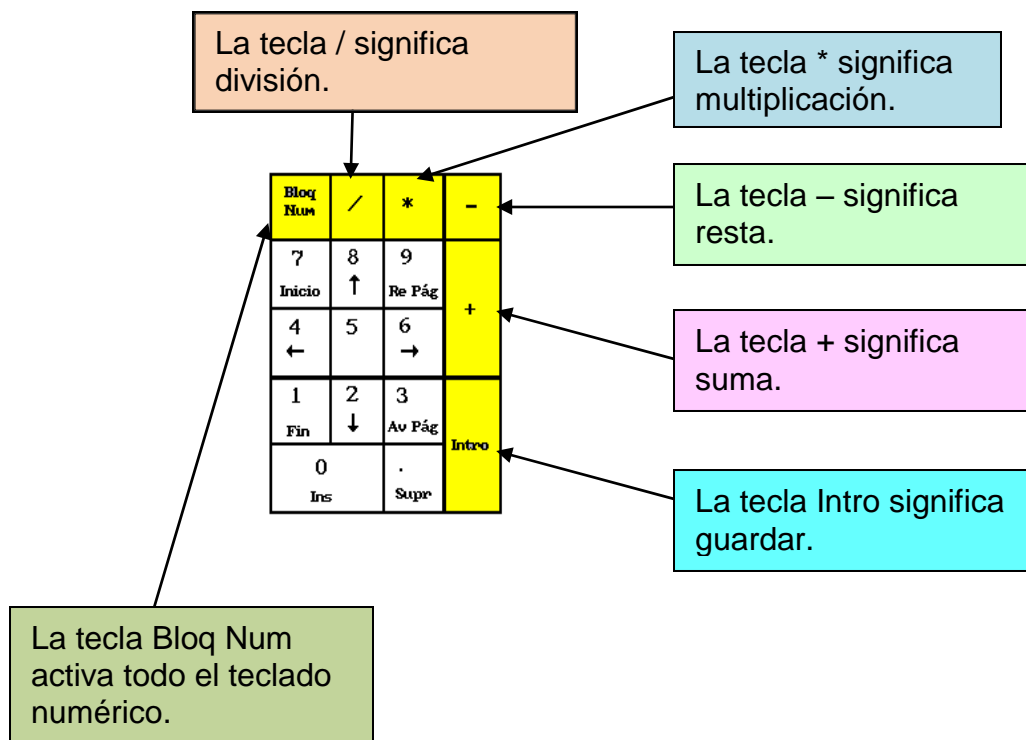 La tecla / significa
división.
La tecla * significa
multiplicación.
Bloq
Num
/
*
-
La tecla – significa
resta.
7
8
9
Inicio
↑
Re Pág
+
4
5
6
←
→
La tecla + significa
suma.
1
2
3
Fin
↓
Av Pág
Intro
0
.
Ins
Supr
La tecla Intro significa
guardar.
La tecla Bloq Num
activa todo el teclado
numérico.